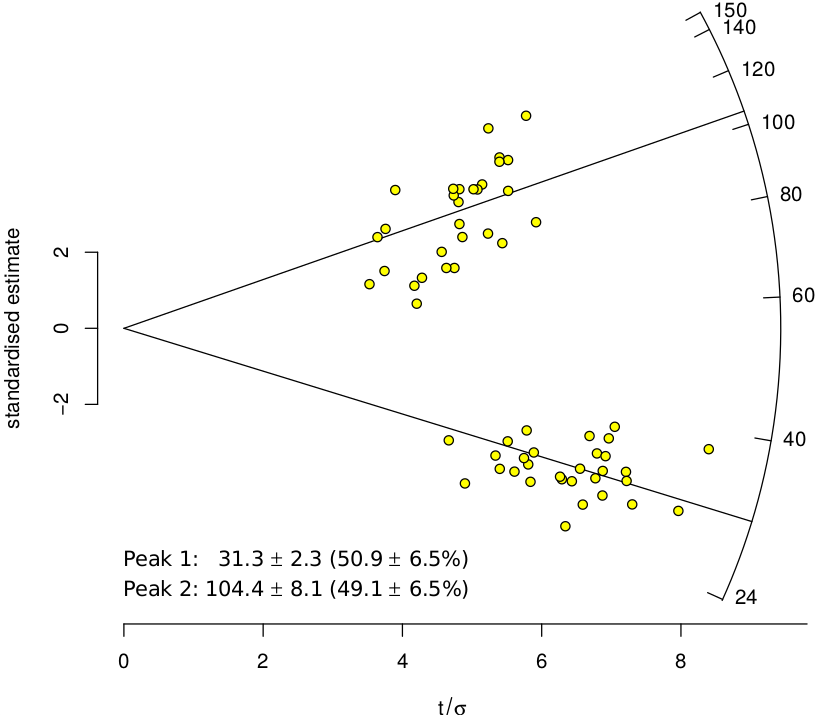 150
140
120
100
80
60
40
24
standardised estimate
2
0
−2
Peak 1: 31.3 ± 2.3 (50.9 ± 6.5%)
Peak 2: 104.4 ± 8.1 (49.1 ± 6.5%)
0 2 4 6 8
t/σ